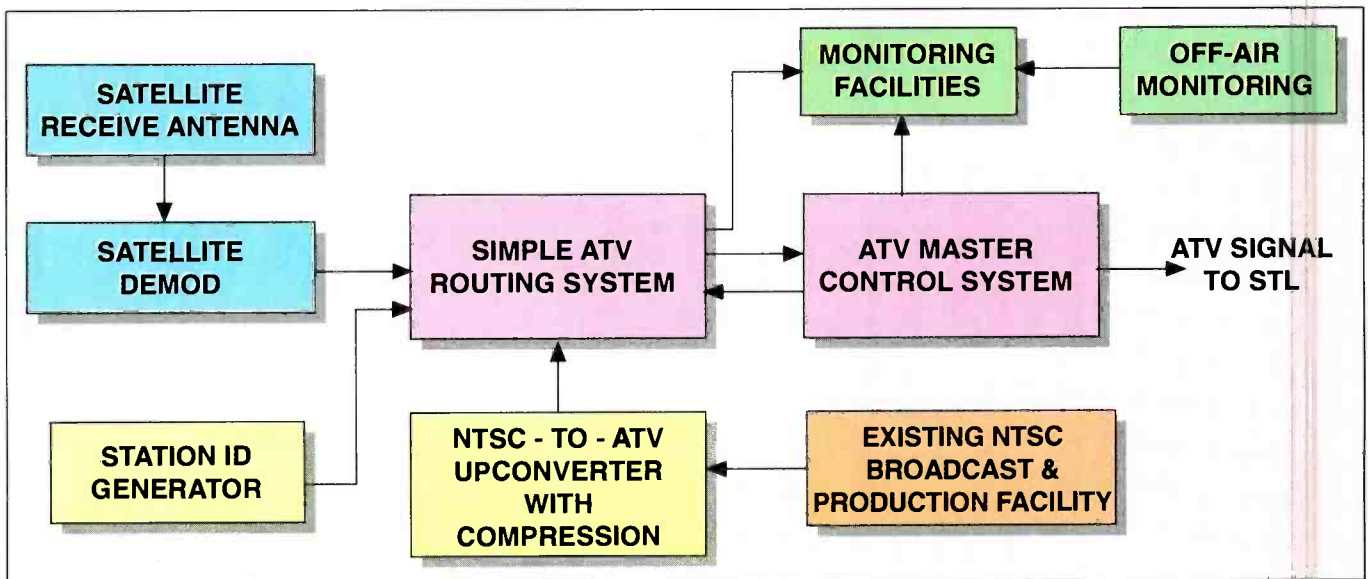 SATELLITE
RECEIVE ANTENNA
SATELLITE
DEMOD
STATION ID
GENERATOR
SIMPLE ATV
ROUTING SYSTEM
NTSC - TO - ATV
UPCONVERTER
WITH
COMPRESSION
MONITORING
FACILITIES
OFF-AIR
MONITORING
ATV MASTER
CONTROL SYSTEM
ATV SIGNAL
TO STL
EXISTING NTSC
BROADCAST &
PRODUCTION FACILITY